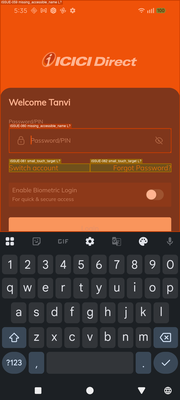 5:35
ICICI Direct
Welcome Tanvi
Password/PIN
Password/PIN
Switch account
Forgot Password?
Enable Biometric Login
For quick & secure access
GIF
1 2 3 4 5 6 7 8 9 0
q w e r t y u i o p
a s d f g h j k l
z x c v b n m
?123 , .